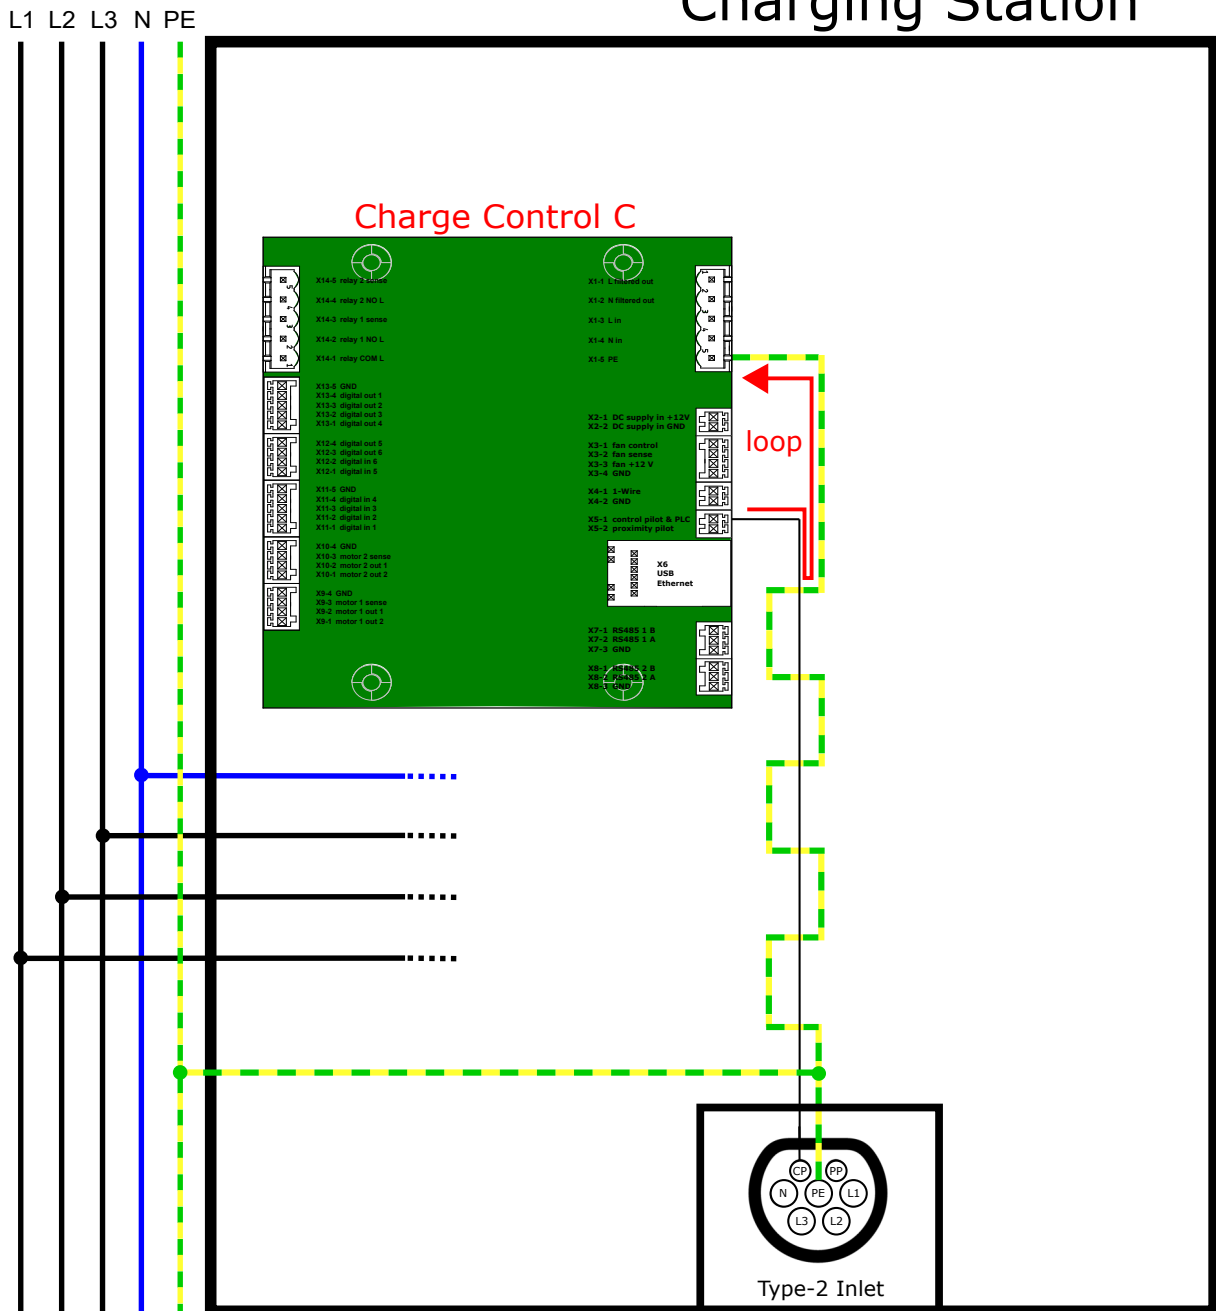 Charging Station
L1 L2 L3 N PE
Charge Control C
X14-5 relay 2 sense
X14-4 relay 2 NO L
X14-3 relay 1 sense
X14-2 relay 1 NO L
X14-1 relay COM L
X13-5 GND
X13-4 digital out 1
X13-3 digital out 2
X13-2 digital out 3
X13-1 digital out 4
X12-4 digital out 5
X12-3 digital out 6
X12-2 digital in 6
X12-1 digital in 5
X11-5 GND
X11-4 digital in 4
X11-3 digital in 3
X11-2 digital in 2
X11-1 digital in 1
X10-4 GND
X10-3 motor 2 sense
X10-2 motor 2 out 1
X10-1 motor 2 out 2
X9-4 GND
X9-3 motor 1 sense
X9-2 motor 1 out 1
X9-1 motor 1 out 2
5
4
3
2
1
X1-1 L filtered out
X1-2 N filtered out
X1-3 L in
X1-4 N in
X1-5 PE
1
2
3
4
5
X2-1 DC supply in +12V
X2-2 DC supply in GND
X3-1 fan control
X3-2 fan sense
X3-3 fan +12 V
X3-4 GND
X4-1 1-Wire
X4-2 GND
X5-1 control pilot & PLC
X5-2 proximity pilot
X6
USB
Ethernet
X7-1 RS485 1 B
X7-2 RS485 1 A
X7-3 GND
X8-1 RS485 2 B
X8-2 RS485 2 A
X8-3 GND
loop
CP PP
N PE L1
L3 L2
Type-2 Inlet